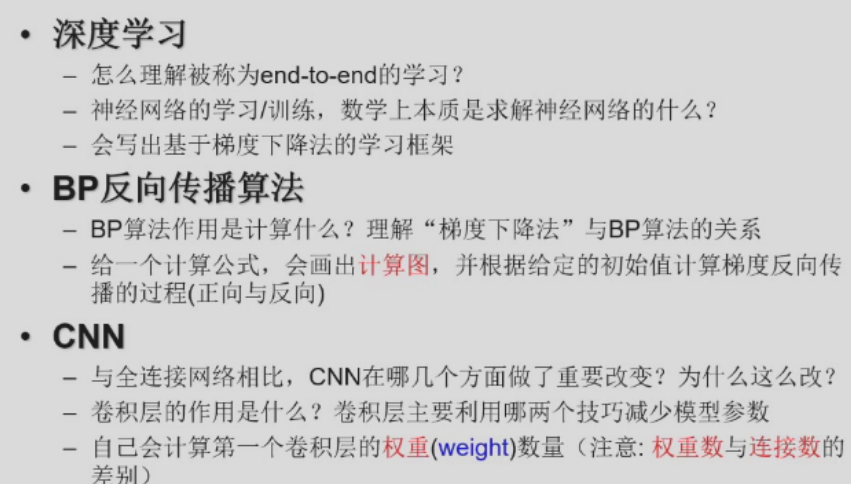 • 深度学习
– 怎么理解被称为end-to-end的学习？
– 神经网络的学习/训练，数学上本质是求解神经网络的什么？
– 会写出基于梯度下降法的学习框架
• BP反向传播算法
– BP算法作用是计算什么？理解“梯度下降法”与BP算法的关系
– 给一个计算公式，会画出计算图，并根据给定的初始值计算梯度反向传
播的过程(正向与反向)
• CNN
– 与全连接网络相比，CNN在哪几个方面做了重要改变？为什么这么改？
– 卷积层的作用是什么？卷积层主要利用哪两个技巧减少模型参数
– 自己会计算第一个卷积层的权重(weight)数量（注意: 权重数与连接数的
差别）